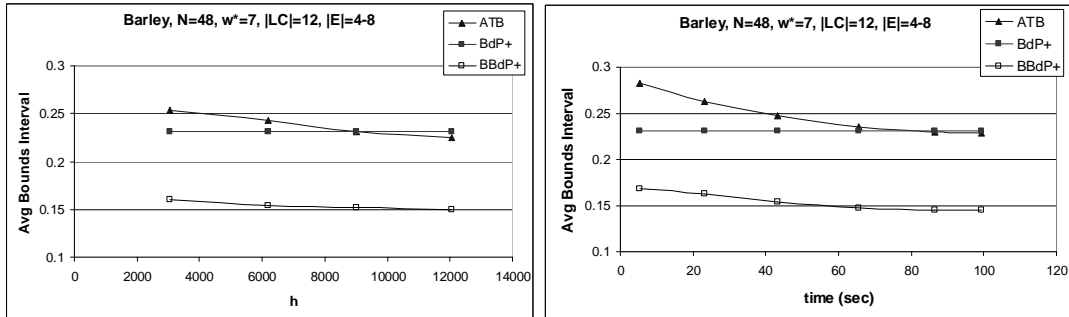 Barley, N=48, w*=7, |LC|=12, |E|=4-8
ATB
BdP+
BBdP+
Avg Bounds Interval
0.3
0.25
0.2
0.15
0.1
0 2000 4000 6000 8000 10000 12000 14000
h
Barley, N=48, w*=7, |LC|=12, |E|=4-8
ATB
BdP+
BBdP+
Avg Bounds Interval
0.3
0.25
0.2
0.15
0.1
0 20 40 60 80 100 120
time (sec)